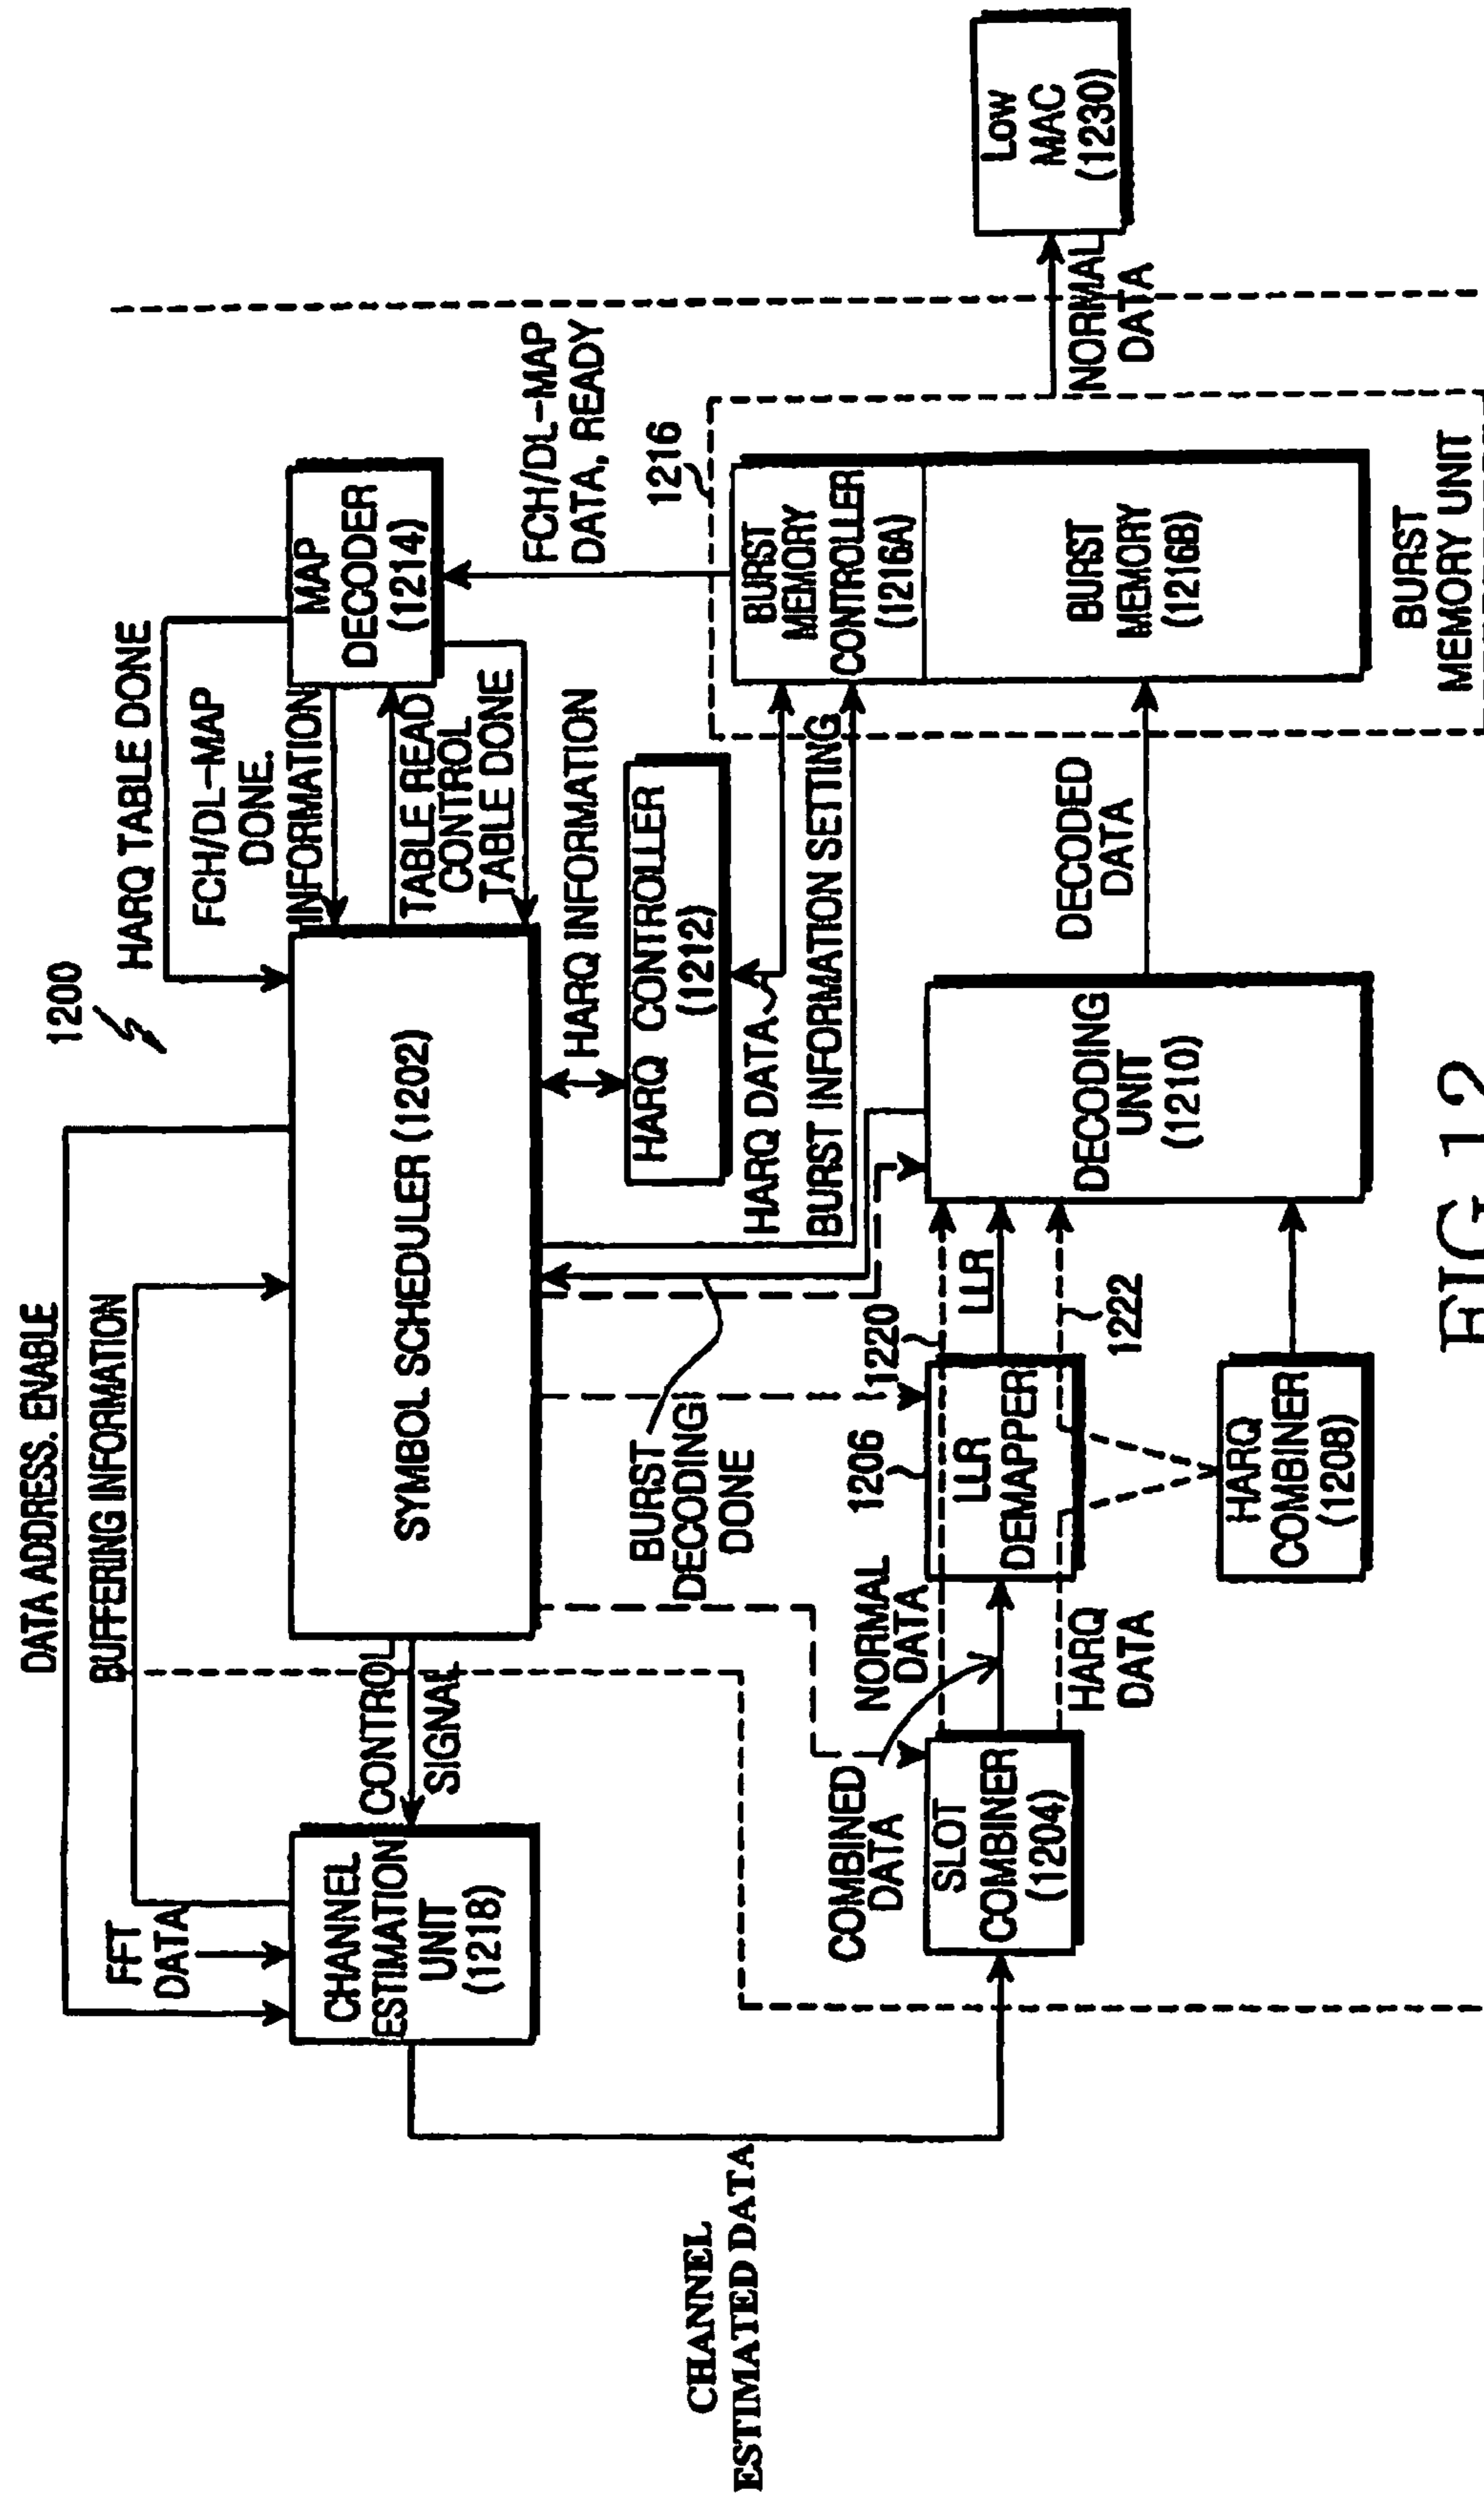 1200
DATA ADDRESS. ENABLE
BUFFERING INFORMATION
HARQ TABLE DONE
FCH/DL-MAP
DONE.
INFORMATION
TABLE READ
CONTROL
TABLE DONE
FFT
DATA
CHANNEL
ESTIMATION
UNIT
(1218)
CONTROL
SIGNAL
SYMBOL SCHEDULER (1202)
MAP
DECODER
(1214)
FCH/DL-MAP
DATA, READY
HARQ INFORMATION
HARQ CONTROLLER
(1212)
HARQ DATA
BURST INFORMATION SETTING
1216
BURST
MEMORY
CONTROLLER
(1216A)
BURST
MEMORY
(1216B)
BURST
MEMORY UNIT
BURST
DECODING
DONE
CHANNEL
ESTIMATED DATA
COMBINED
DATA
SLOT
COMBINER
(1204)
NORMAL
DATA
HARQ
DATA
1206
1220
LLR
DEMAPPER
LLR
1222
HARQ
COMBINER
(1208)
DECODING
UNIT
(1210)
DECODED
DATA
NORMAL
DATA
LOW
MAC
(1230)